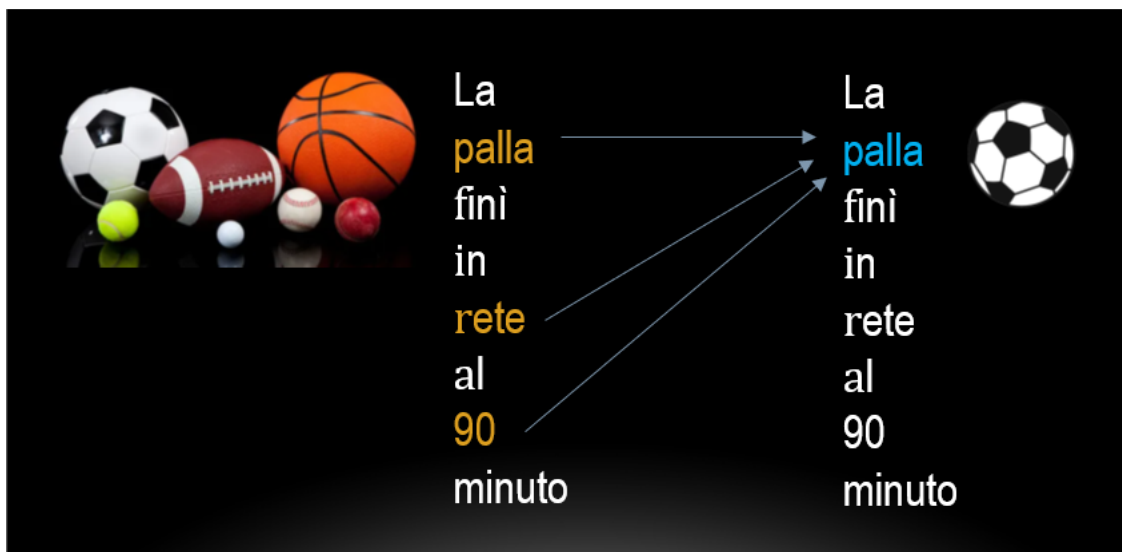 La
palla
finì
in
rete
al
90
minuto
La
palla
finì
in
rete
al
90
minuto